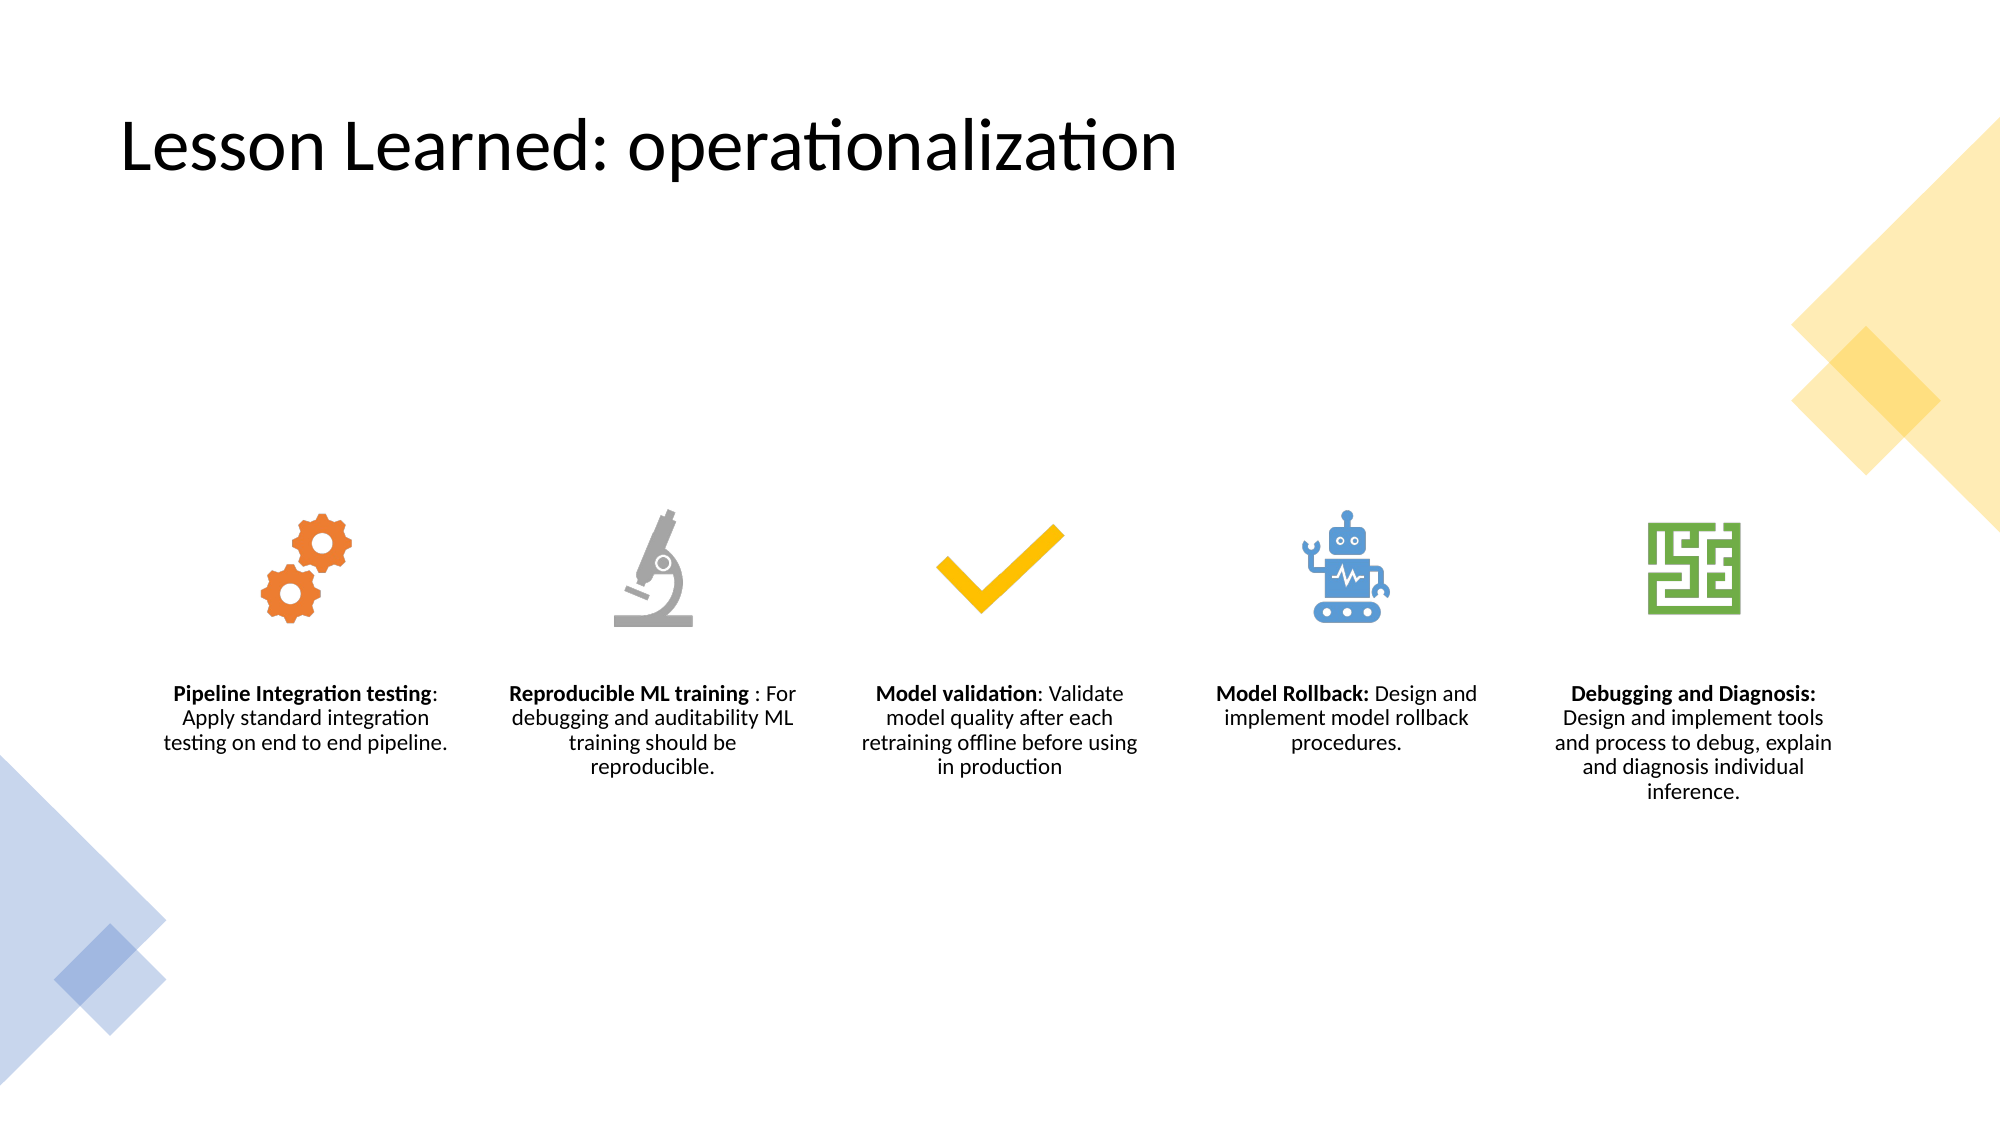 Lesson Learned: operationalization
Pipeline Integration testing:
Apply standard integration
testing on end to end pipeline.
Reproducible ML training : For
debugging and auditability ML
training should be
reproducible.
Model validation: Validate
model quality after each
retraining offline before using
in production
Model Rollback: Design and
implement model rollback
procedures.
Debugging and Diagnosis:
Design and implement tools
and process to debug, explain
and diagnosis individual
inference.